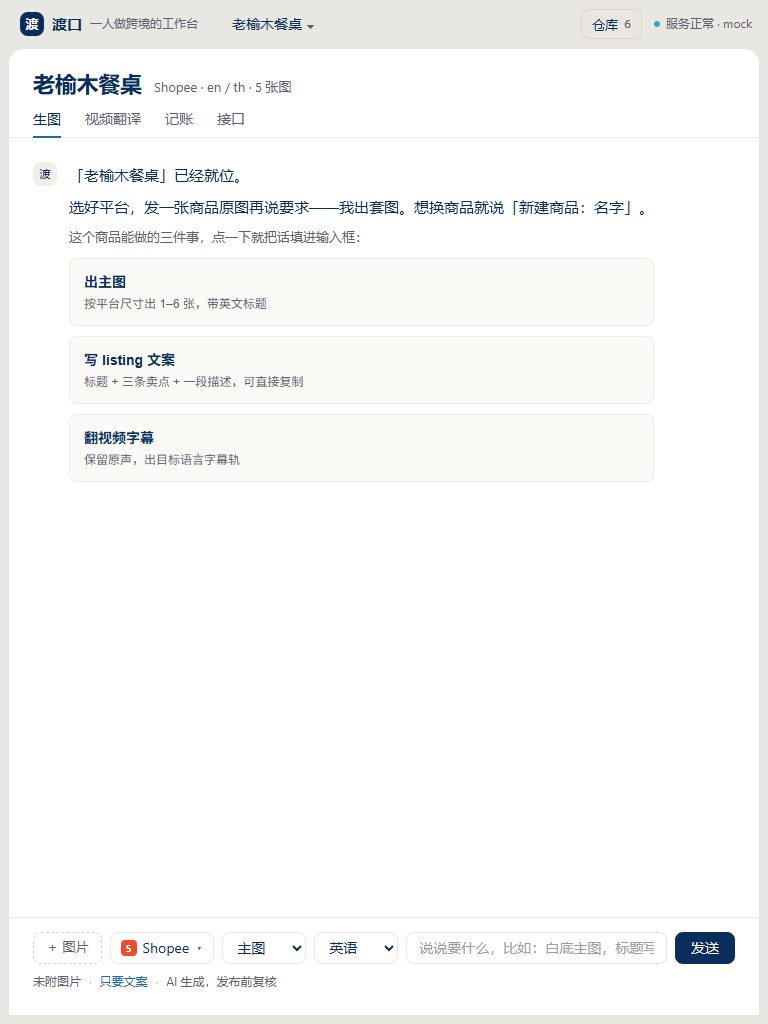 渡 渡口 一人做跨境的工作台 老榆木餐桌 仓库 6 服务正常 · mock
老榆木餐桌 Shopee · en / th · 5 张图
生图 视频翻译 记账 接口
渡 「老榆木餐桌」已经就位。
选好平台，发一张商品原图再说要求——我出套图。想换商品就说「新建商品：名字」。
这个商品能做的三件事，点一下就把话填进输入框：
出主图
按平台尺寸出 1–6 张，带英文标题
写 listing 文案
标题 + 三条卖点 + 一段描述，可直接复制
翻视频字幕
保留原声，出目标语言字幕轨
+ 图片 S Shopee 主图 英语 说说要什么，比如：白底主图，标题写 发送
未附图片 · 只要文案 · AI 生成，发布前复核